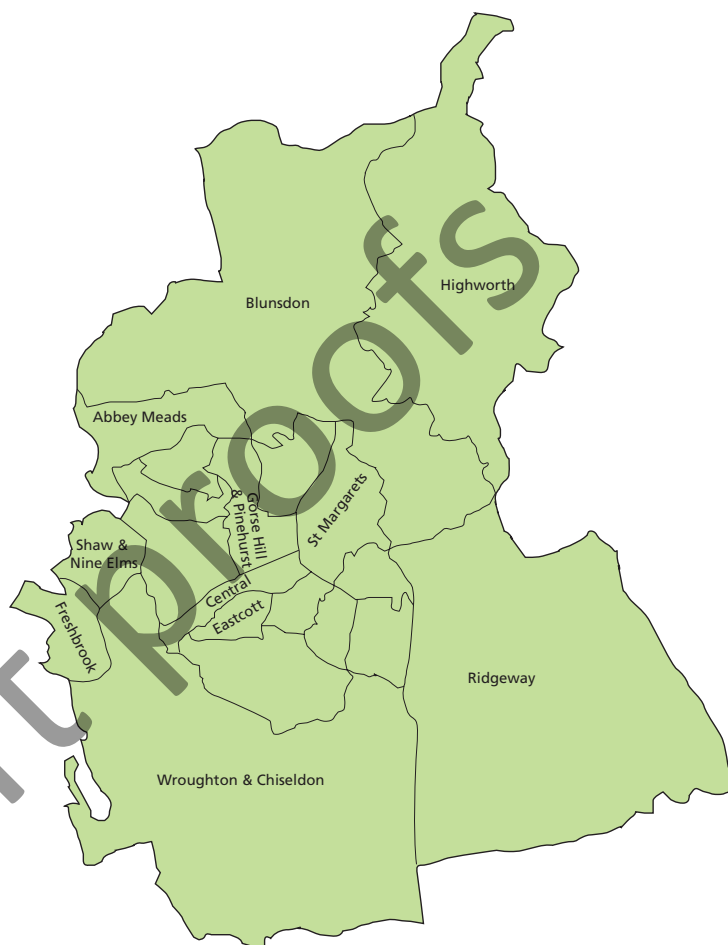 Highworth
Blunsdon
Abbey Meads
Gorse Hill
& Pinehurst
St Margarets
Shaw &
Nine Elms
Central
Eastcott
Freshbrook
Ridgeway
Wroughton & Chiseldon
t proofs